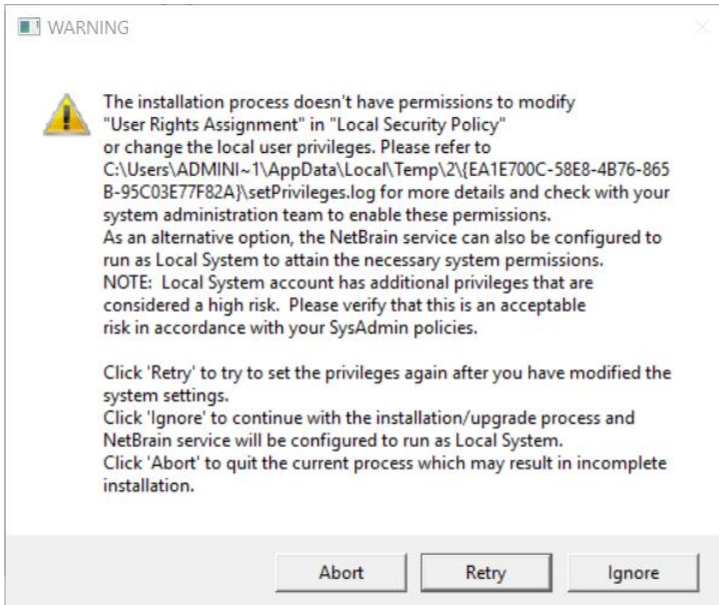 WARNING
The installation process doesn't have permissions to modify
"User Rights Assignment" in "Local Security Policy"
or change the local user privileges. Please refer to
C:\Users\ADMINI~1\AppData\Local\Temp\2\{EA1E700C-58E8-4B76-865
B-95C03E77F82A}\setPrivileges.log for more details and check with your
system administration team to enable these permissions.
As an alternative option, the NetBrain service can also be configured to
run as Local System to attain the necessary system permissions.
NOTE:  Local System account has additional privileges that are
considered a high risk.  Please verify that this is an acceptable
risk in accordance with your SysAdmin policies.
Click 'Retry' to try to set the privileges again after you have modified the
system settings.
Click 'Ignore' to continue with the installation/upgrade process and
NetBrain service will be configured to run as Local System.
Click 'Abort' to quit the current process which may result in incomplete
installation.
Abort Retry Ignore